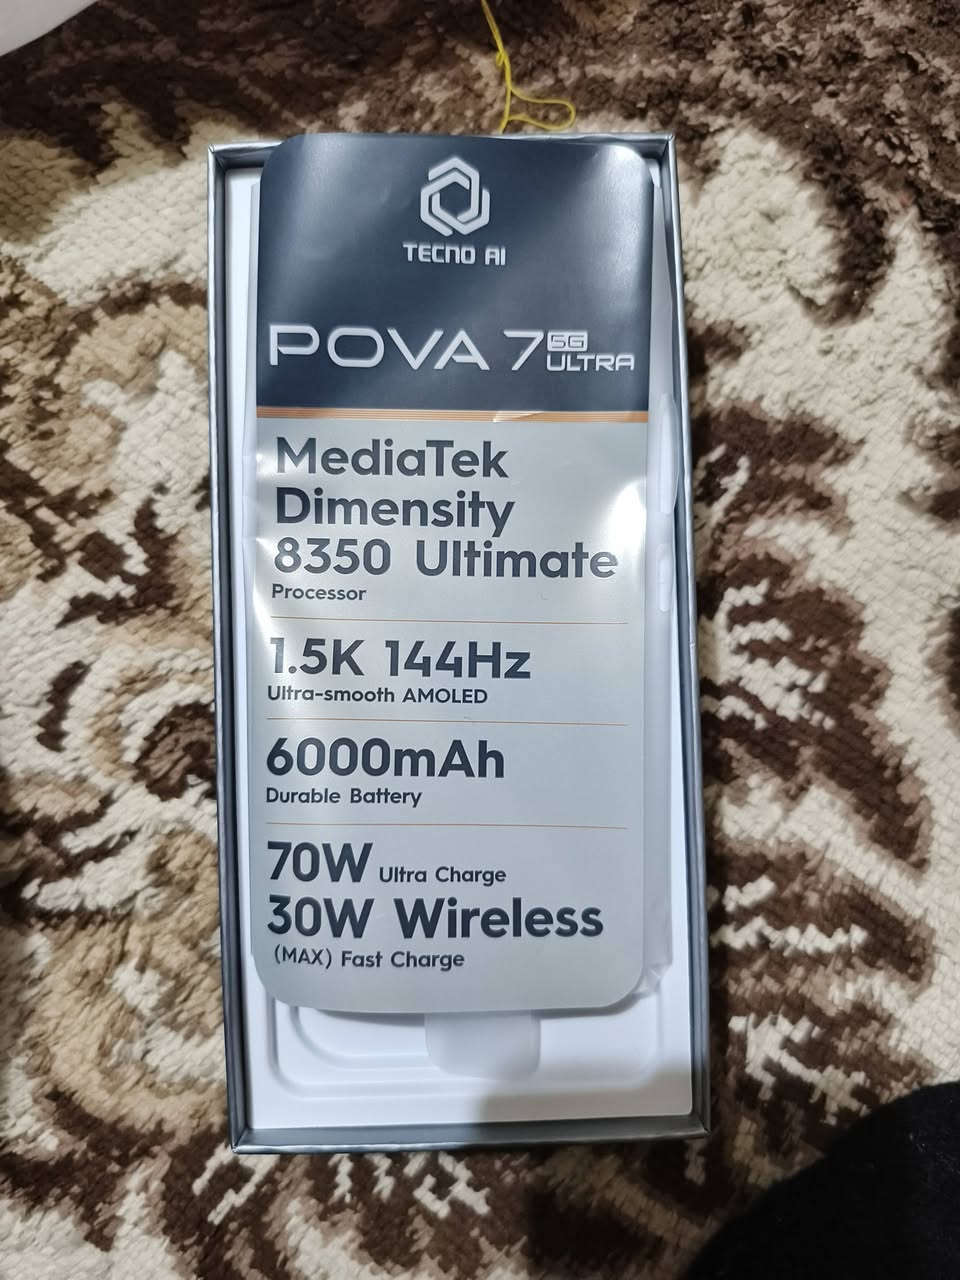 TECNO AI
POVA 7 5G ULTRA
MediaTek
Dimensity
8350 Ultimate
Processor
1.5K 144Hz
Ultra-smooth AMOLED
6000mAh
Durable Battery
70W Ultra Charge
30W Wireless
(MAX) Fast Charge